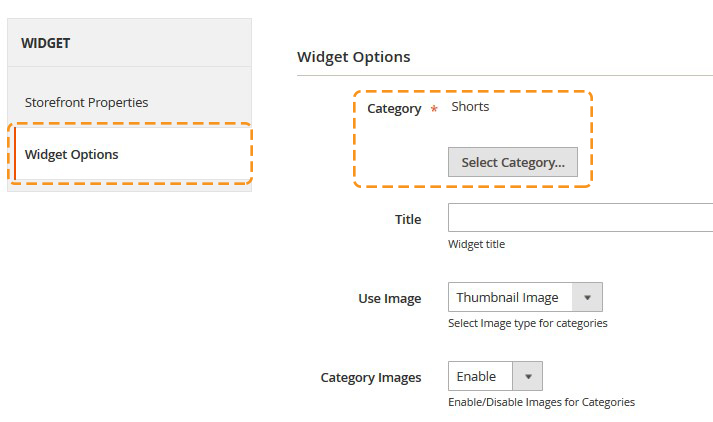 WIDGET
Storefront Properties
Widget Options
Widget Options
Category * Shorts
Select Category...
Title
Widget title
Use Image Thumbnail Image
Select Image type for categories
Category Images Enable
Enable/Disable Images for Categories